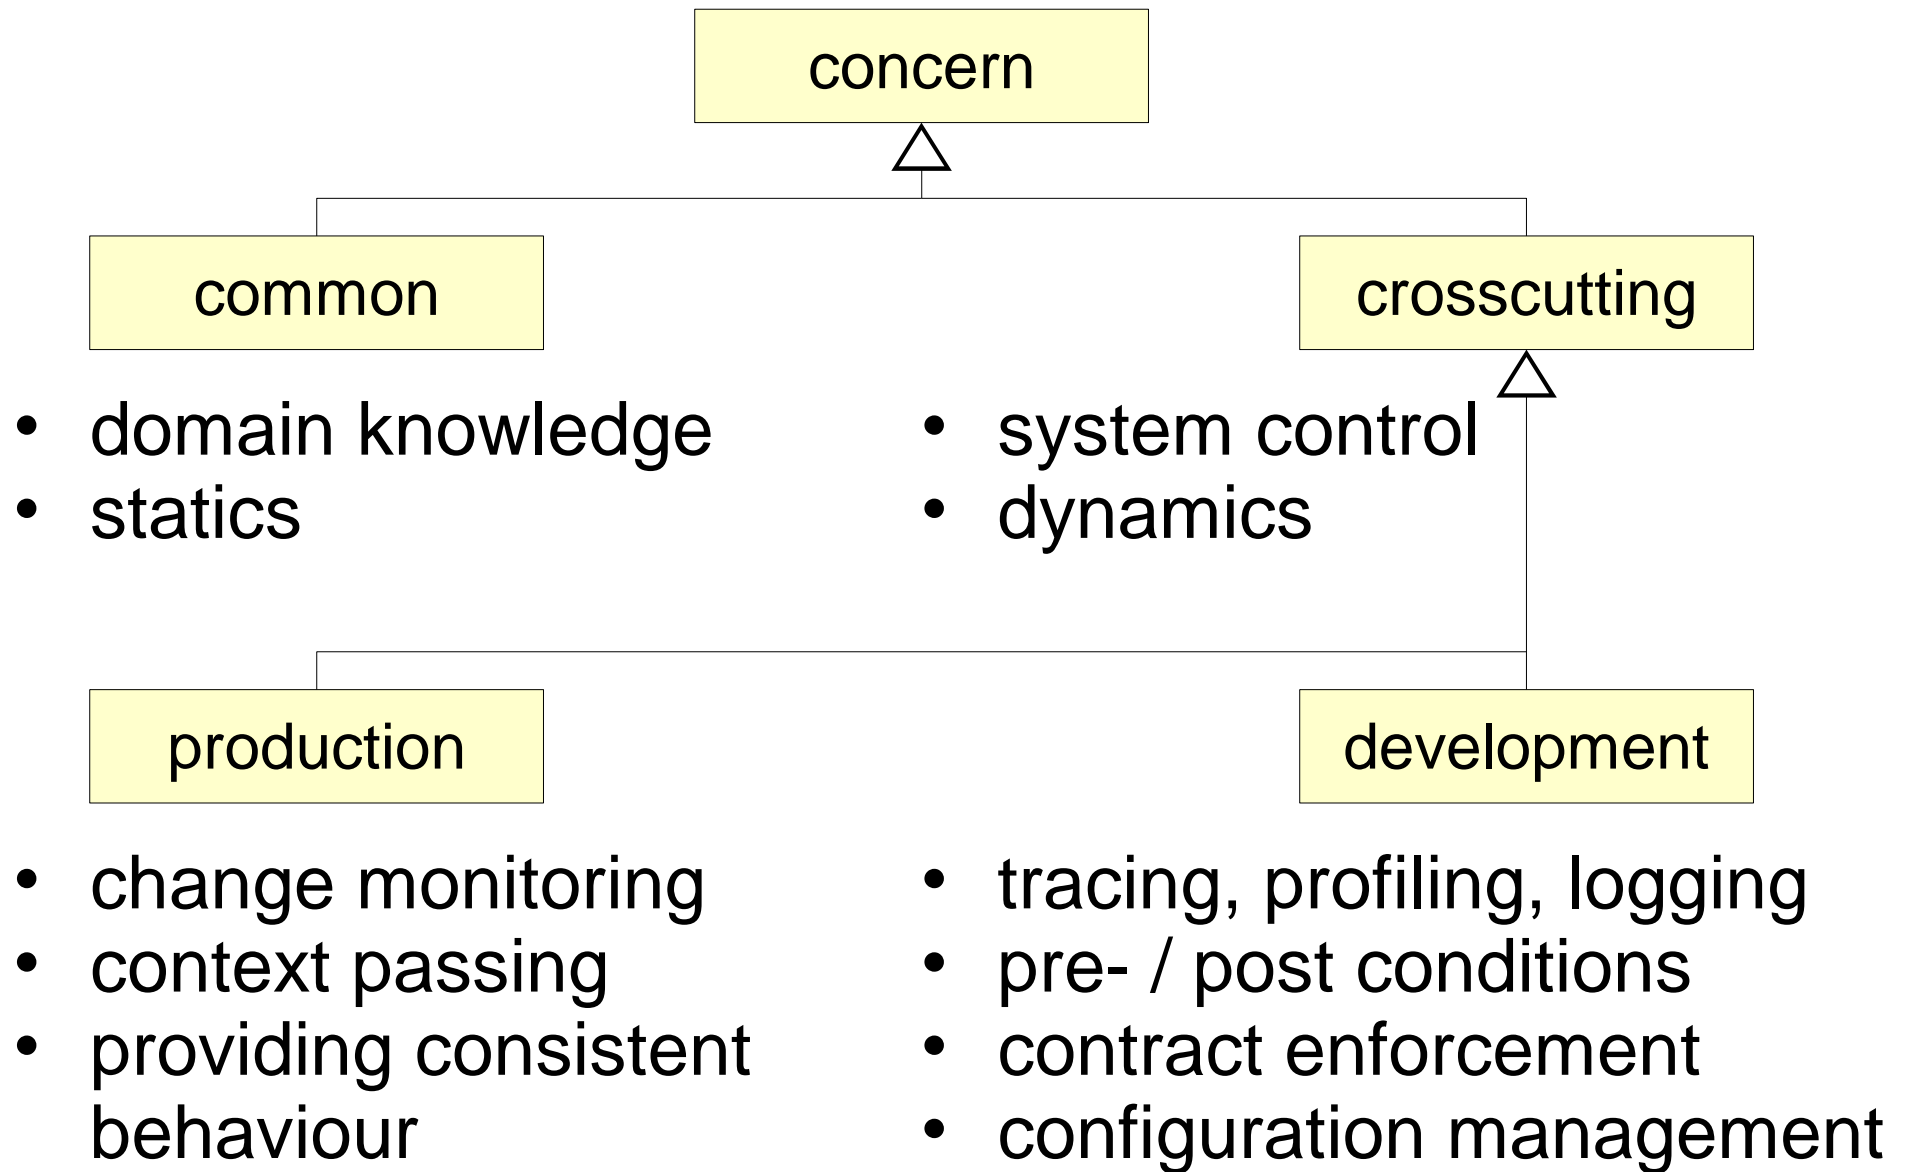 concern
common
crosscutting
• domain knowledge
• statics
• system control
• dynamics
production
development
• change monitoring
• context passing
• providing consistent
behaviour
• tracing, profiling, logging
• pre- / post conditions
• contract enforcement
• configuration management